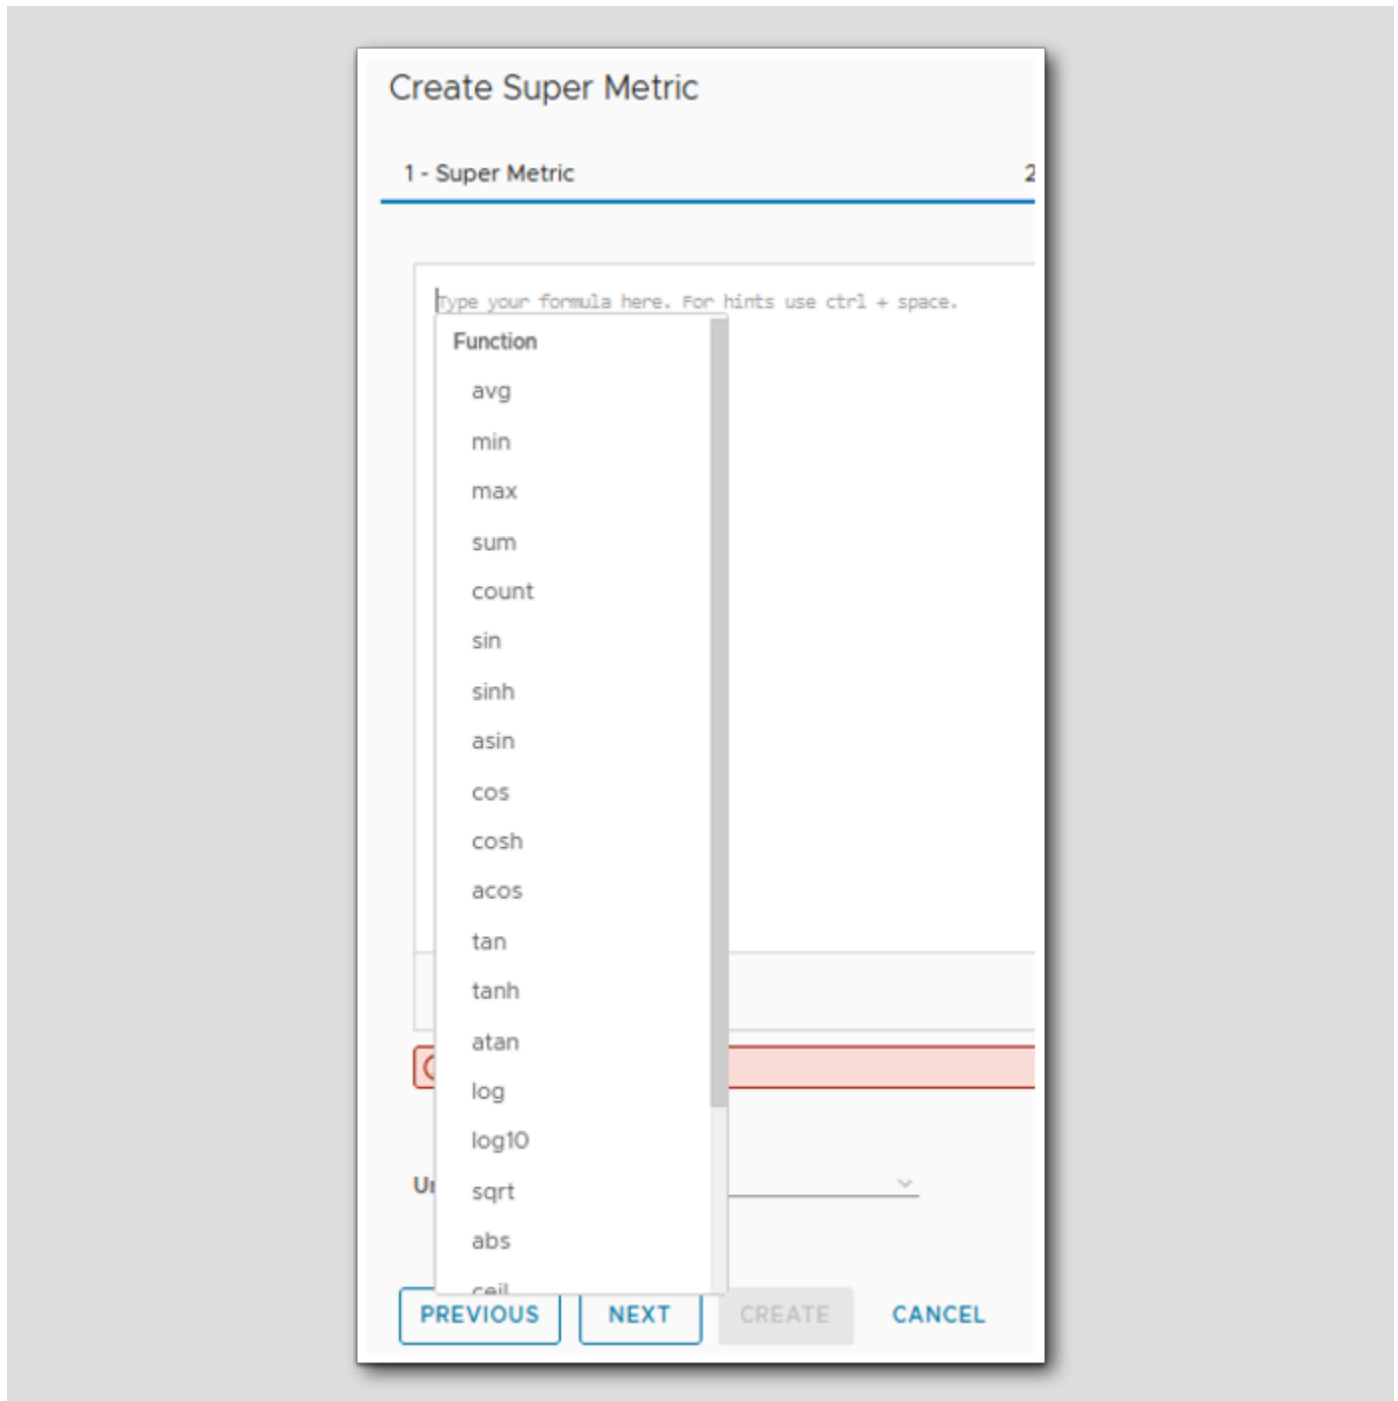 Create Super Metric
1 - Super Metric 2
Type your formula here. For hints use ctrl + space.
Function
avg
min
max
sum
count
sin
sinh
asin
cos
cosh
acos
tan
tanh
atan
log
log10
sqrt
abs
ceil
PREVIOUS NEXT CREATE CANCEL